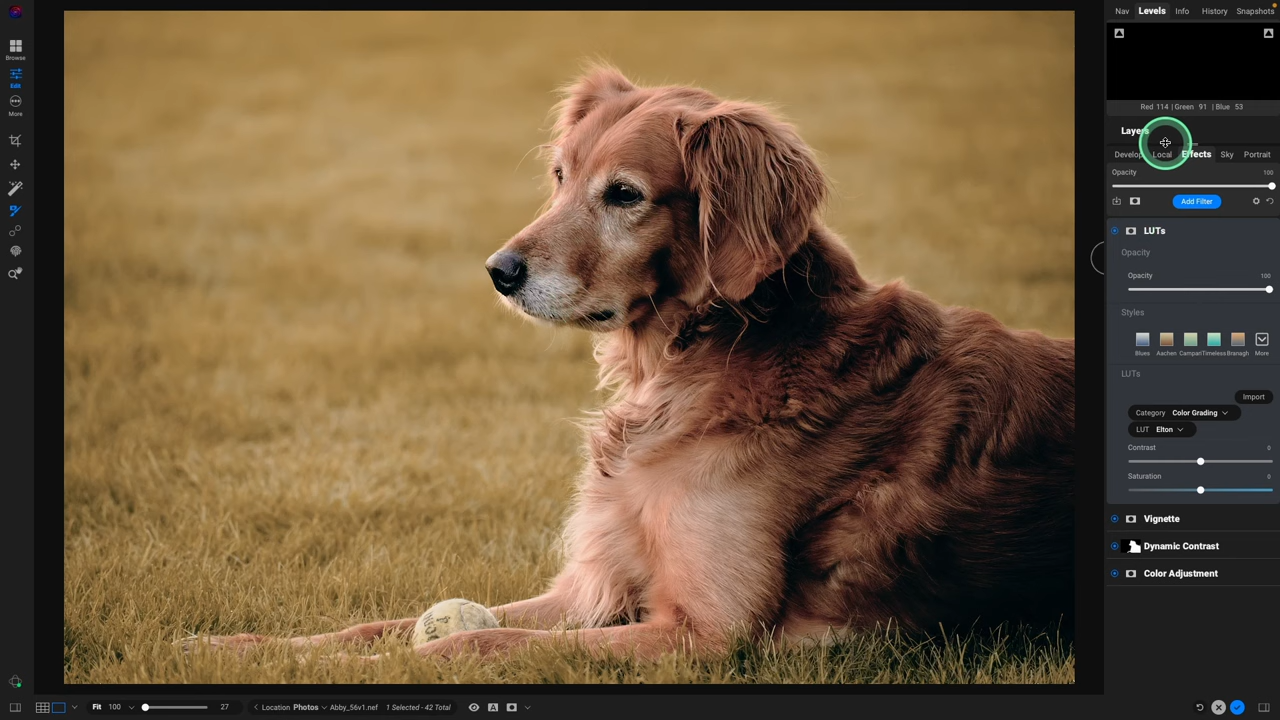 Nav Levels Info History Snapshots
Browse
Edit
More
Red 114 | Green 91 | Blue 53
Layers
Develop Local Effects Sky Portrait
Opacity 100
Add Filter
LUTs
Opacity
Opacity 100
Styles
Blues Aachen Campari Timeless Branagh More
LUTs
Import
Category Color Grading
LUT Elton
Contrast 0
Saturation 0
Vignette
Dynamic Contrast
Color Adjustment
Fit 100 27 Location Photos Abby_56v1.nef 1 Selected - 42 Total A